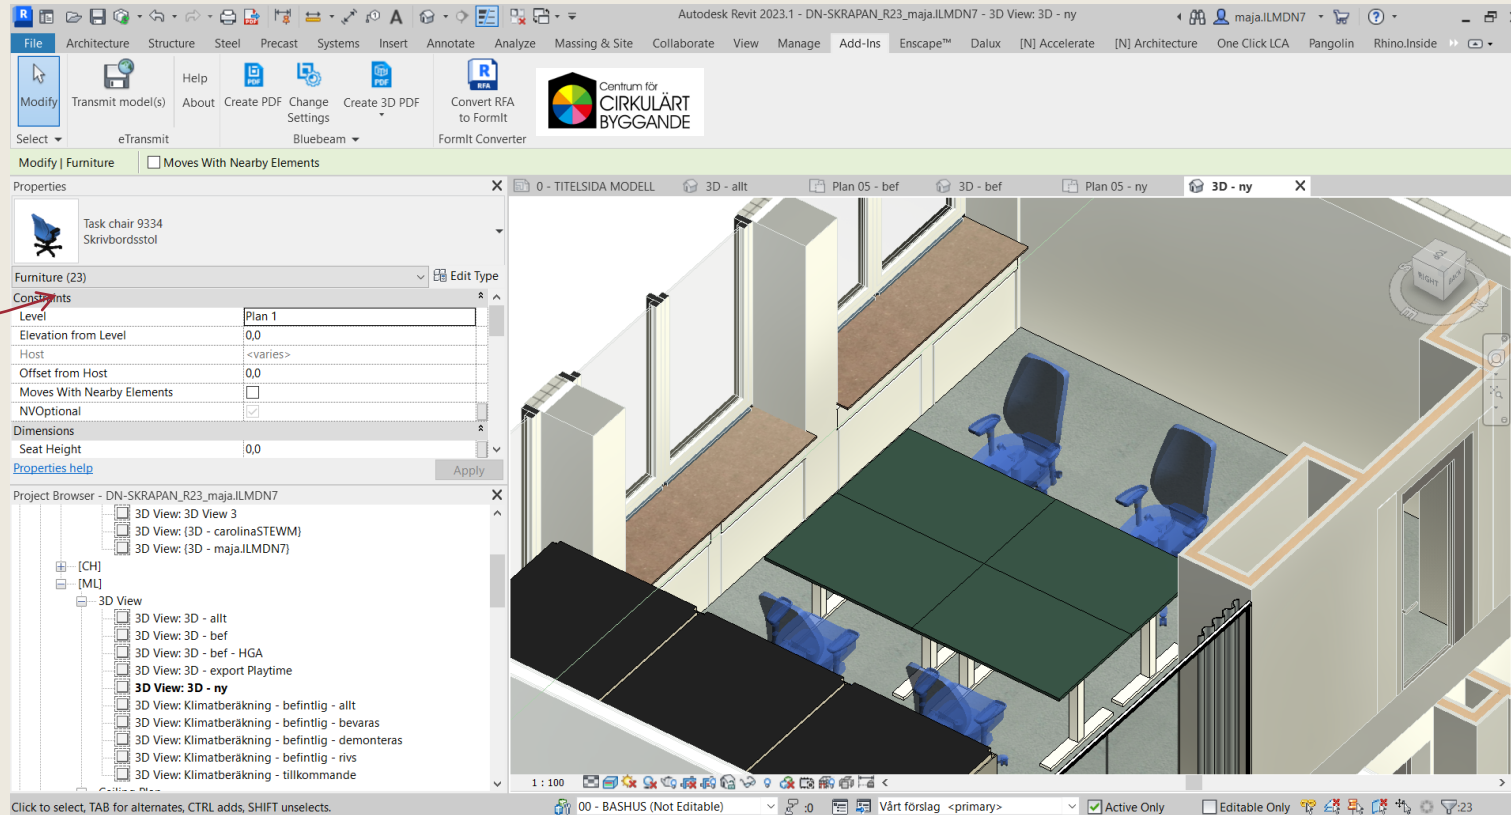 Autodesk Revit 2023.1 - DN-SKRAPAN_R23_maja.ILMDN7 - 3D View: 3D - ny
maja.ILMDN7
File Architecture Structure Steel Precast Systems Insert Annotate Analyze Massing & Site Collaborate View Manage Add-Ins Enscape™ Dalux [N] Accelerate [N] Architecture One Click LCA Pangolin Rhino.Inside
Modify
Transmit model(s)
Help
About
Create PDF
Change
Settings
Create 3D PDF
Convert RFA
to FormIt
Centrum för
CIRKULÄRT
BYGGANDE
Select eTransmit Bluebeam FormIt Converter
Modify | Furniture Moves With Nearby Elements
Properties
0 - TITELSIDA MODELL 3D - allt Plan 05 - bef 3D - bef Plan 05 - ny 3D - ny
Task chair 9334
Skrivbordsstol
Furniture (23) Edit Type
Constraints
Level Plan 1
Elevation from Level 0,0
Host <varies>
Offset from Host 0,0
Moves With Nearby Elements
NVOptional
Dimensions
Seat Height 0,0
Properties help Apply
RIGHT
BACK
Project Browser - DN-SKRAPAN_R23_maja.ILMDN7
3D View: 3D View 3
3D View: {3D - carolinaSTEWM}
3D View: {3D - maja.ILMDN7}
[CH]
[ML]
3D View
3D View: 3D - allt
3D View: 3D - bef
3D View: 3D - bef - HGA
3D View: 3D - export Playtime
3D View: 3D - ny
3D View: Klimatberäkning - befintlig - allt
3D View: Klimatberäkning - befintlig - bevaras
3D View: Klimatberäkning - befintlig - demonteras
3D View: Klimatberäkning - befintlig - rivs
3D View: Klimatberäkning - tillkommande
Ceiling Plan
1 : 100
Click to select, TAB for alternates, CTRL adds, SHIFT unselects.
00 - BASHUS (Not Editable) :0 Vårt förslag <primary> Active Only Editable Only :23